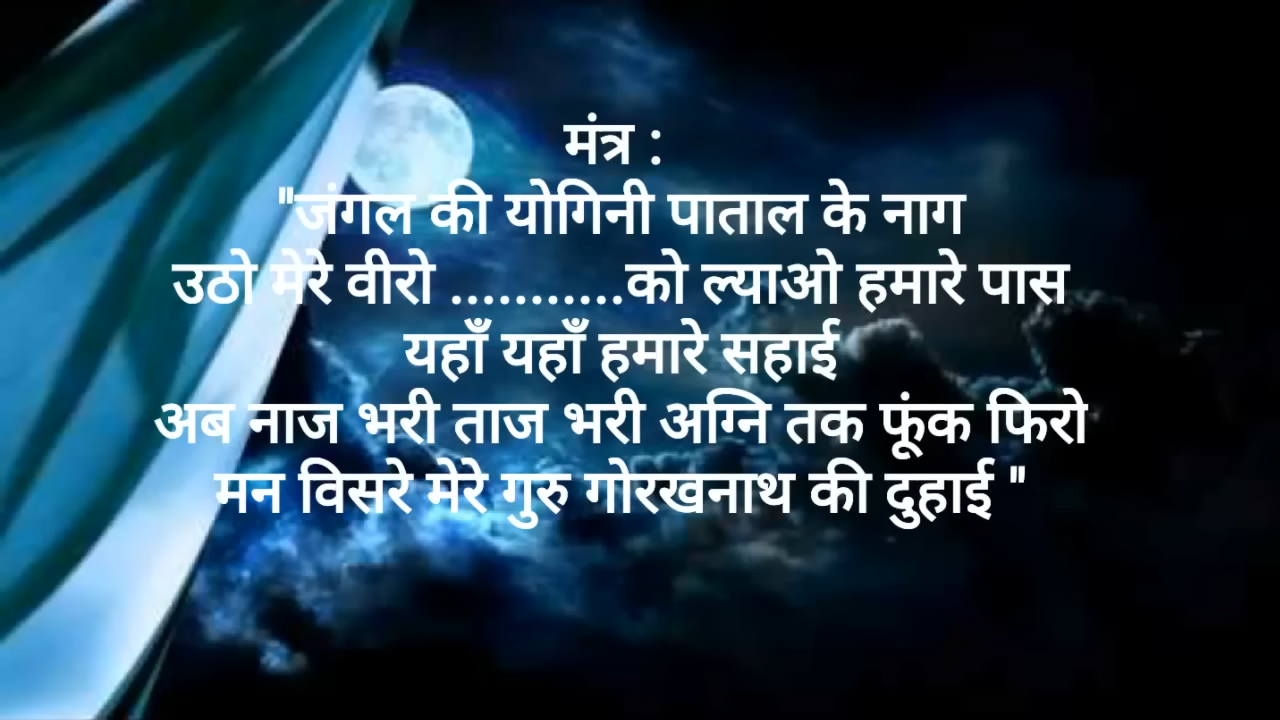 मंत्र :
"जंगल की योगिनी पाताल के नाग
उठो मेरे वीरो ...........को ल्याओ हमारे पास
यहाँ यहाँ हमारे सहाई
अब नाज भरी ताज भरी अग्नि तक फूंक फिरो
मन विसरे मेरे गुरु गोरखनाथ की दुहाई "